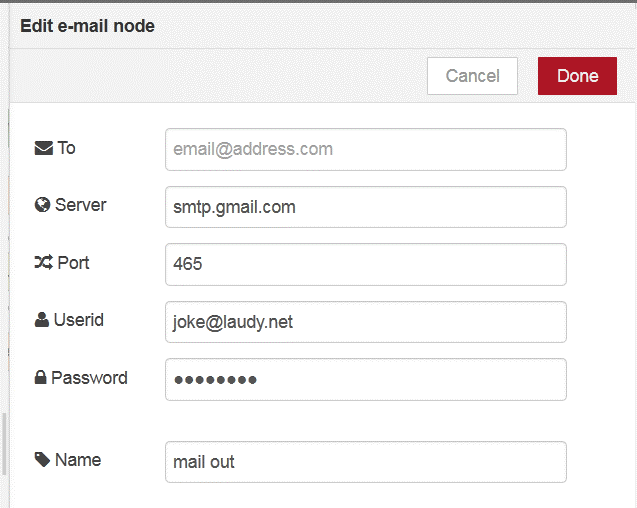 Edit e-mail node
Cancel Done
To email@address.com
Server smtp.gmail.com
Port 465
Userid joke@laudy.net
Password ●●●●●●●●
Name mail out